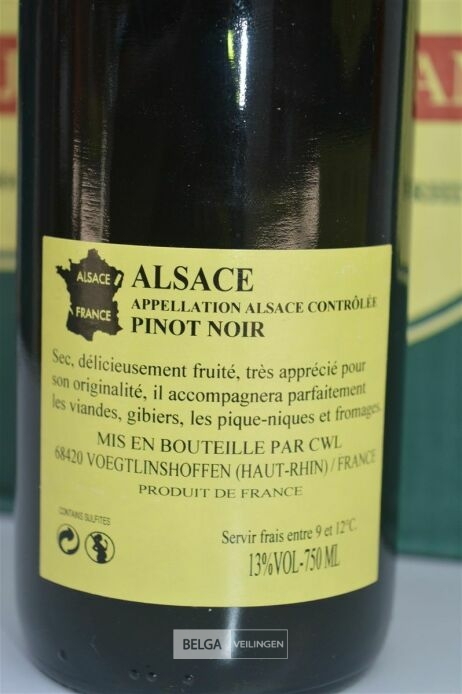 ALSACE
FRANCE
ALSACE
APPELLATION ALSACE CONTRÔLÉE
PINOT NOIR
Sec, délicieusement fruité, très apprécié pour
son originalité, il accompagnera parfaitement
les viandes, gibiers, les pique-niques et fromages.
MIS EN BOUTEILLE PAR CWL
68420 VOEGTLINSHOFFEN (HAUT-RHIN) / FRANCE
PRODUIT DE FRANCE
CONTAINS SULFITES
Servir frais entre 9 et 12°C.
13%VOL-750 ML
BELGA VEILINGEN